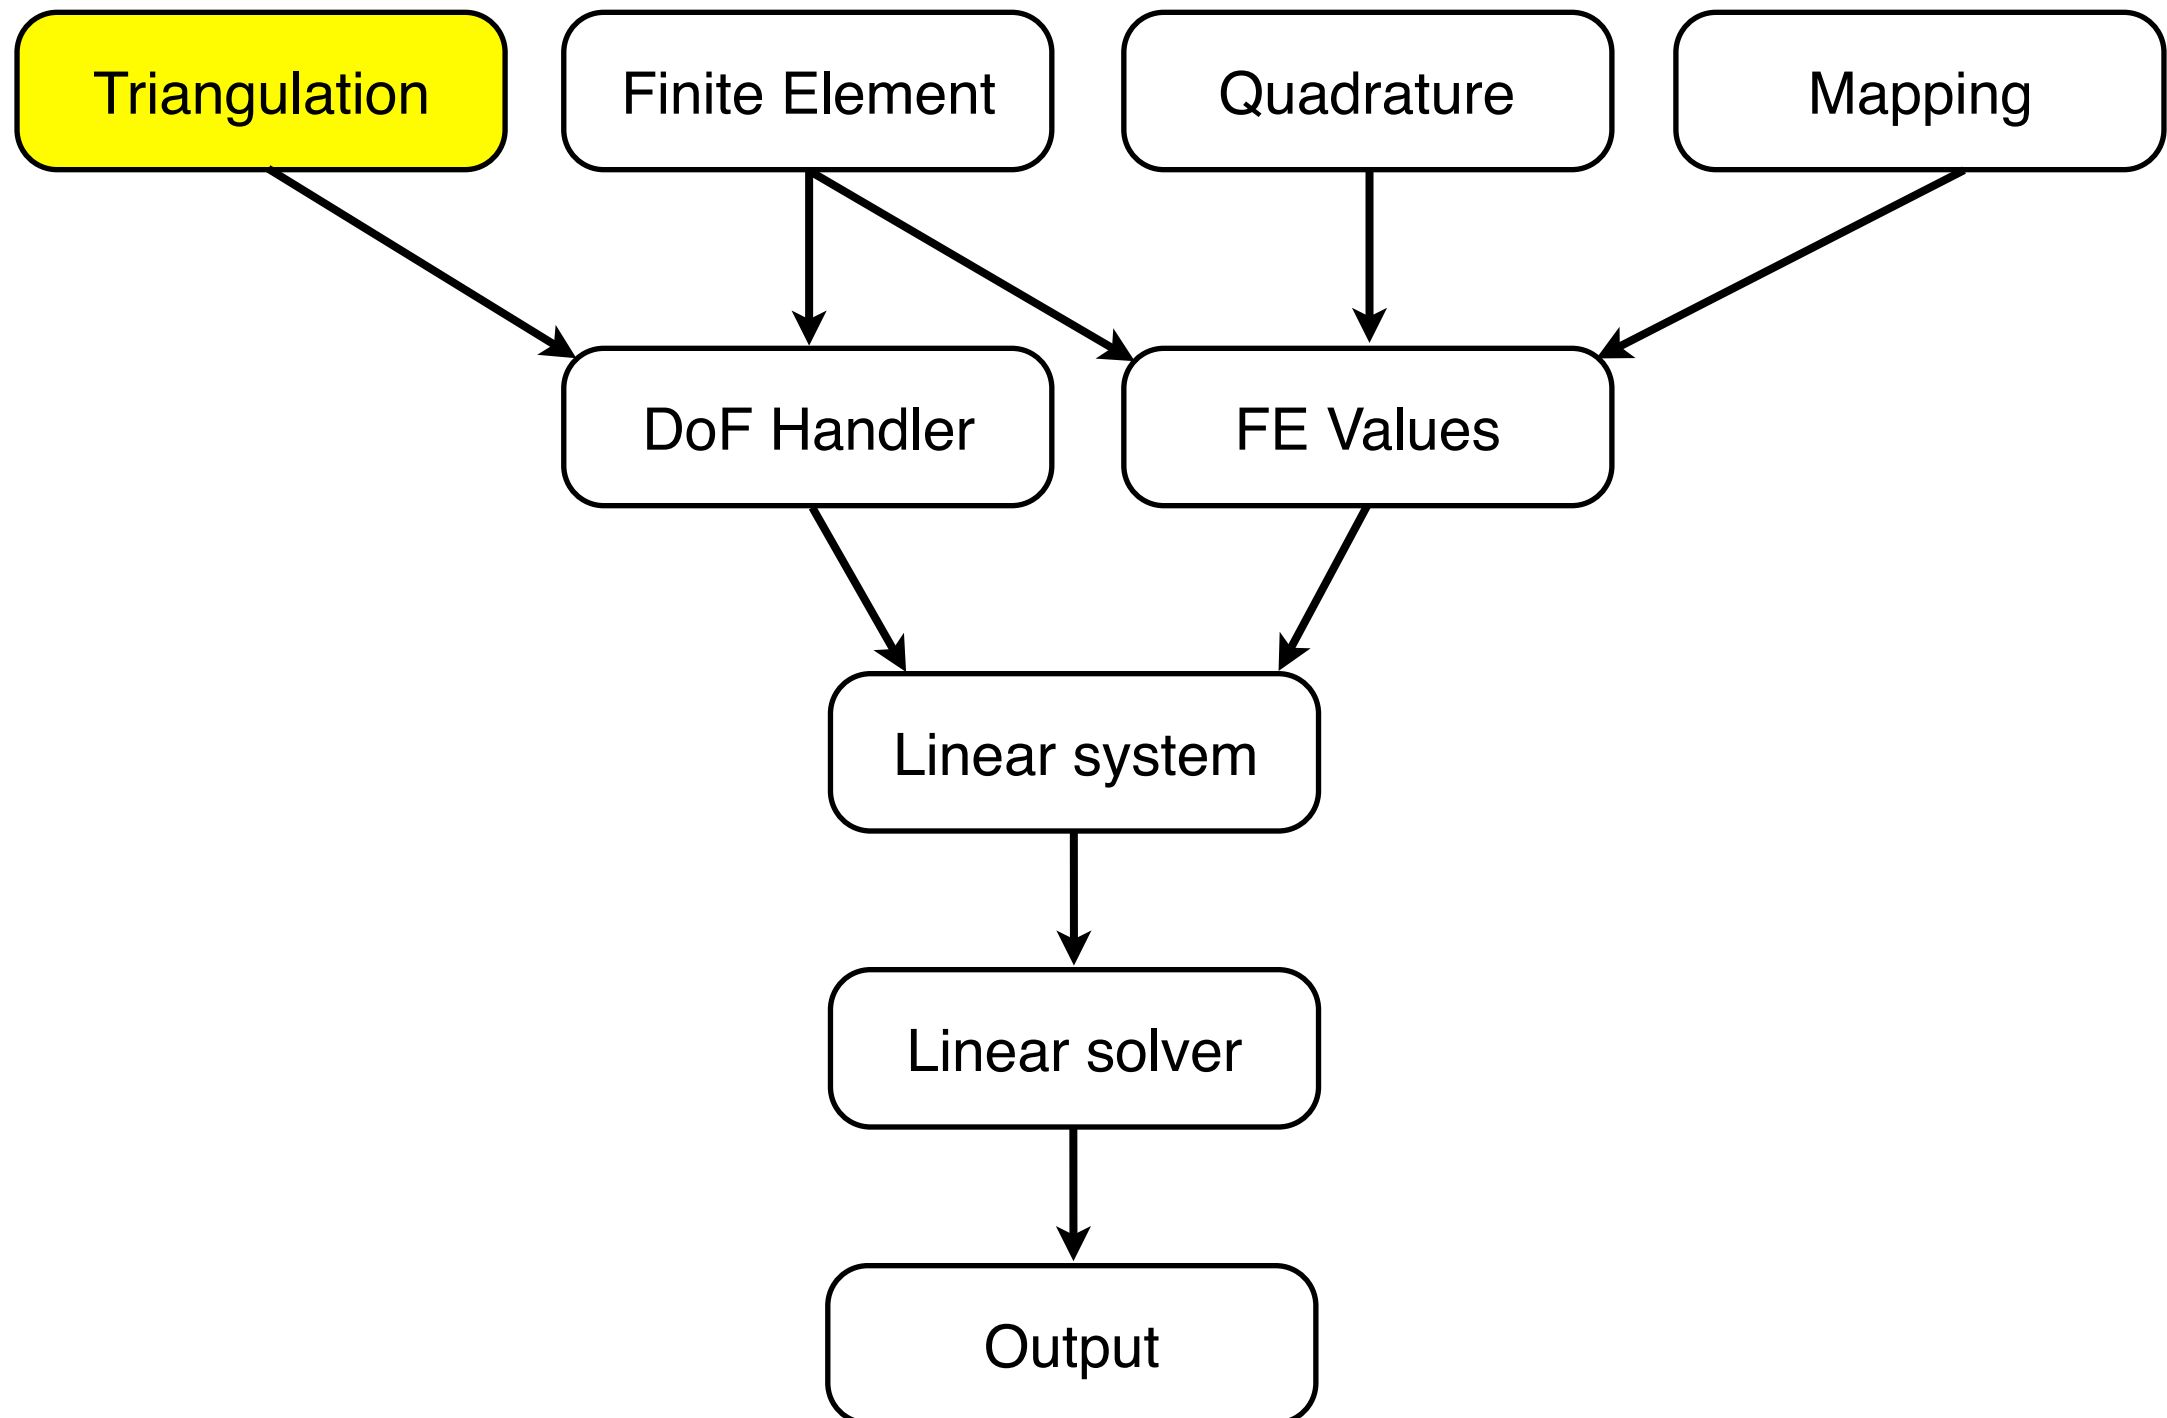 Triangulation
Finite Element
Quadrature
Mapping
DoF Handler
FE Values
Linear system
Linear solver
Output